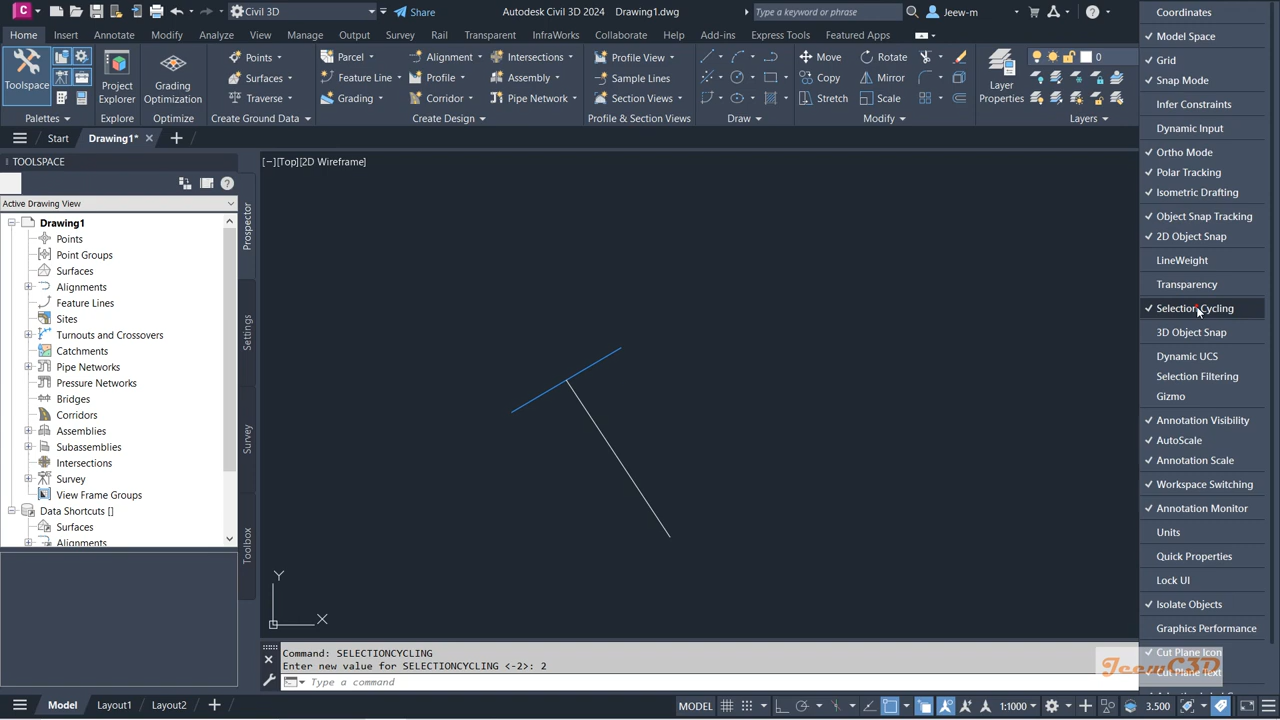 Civil 3D
Share
Autodesk Civil 3D 2024 Drawing1.dwg
Type a keyword or phrase
Jeew-m
Home Insert Annotate Modify Analyze View Manage Output Survey Rail Transparent InfraWorks Collaborate Help Add-ins Express Tools Featured Apps
Toolspace
Palettes
Project
Explorer
Explore
Grading
Optimization
Optimize
Points
Surfaces
Traverse
Create Ground Data
Parcel
Feature Line
Grading
Alignment
Profile
Corridor
Intersections
Assembly
Pipe Network
Create Design
Profile View
Sample Lines
Section Views
Profile & Section Views
Draw
Move
Copy
Stretch
Rotate
Mirror
Scale
Modify
Layer
Properties
0
Layers
Start Drawing1*
TOOLSPACE
Active Drawing View
Drawing1
Points
Point Groups
Surfaces
Alignments
Feature Lines
Sites
Turnouts and Crossovers
Catchments
Pipe Networks
Pressure Networks
Bridges
Corridors
Assemblies
Subassemblies
Intersections
Survey
View Frame Groups
Data Shortcuts []
Surfaces
Alignments
Prospector
Settings
Survey
Toolbox
[−][Top][2D Wireframe]
Y
X
Command: SELECTIONCYCLING
Enter new value for SELECTIONCYCLING <-2>: 2
Type a command
Model Layout1 Layout2
MODEL
1:1000
3.500
Coordinates
Model Space
Grid
Snap Mode
Infer Constraints
Dynamic Input
Ortho Mode
Polar Tracking
Isometric Drafting
Object Snap Tracking
2D Object Snap
LineWeight
Transparency
Selection Cycling
3D Object Snap
Dynamic UCS
Selection Filtering
Gizmo
Annotation Visibility
AutoScale
Annotation Scale
Workspace Switching
Annotation Monitor
Units
Quick Properties
Lock UI
Isolate Objects
Graphics Performance
Cut Plane Icon
Cut Plane Text
JeemC3D